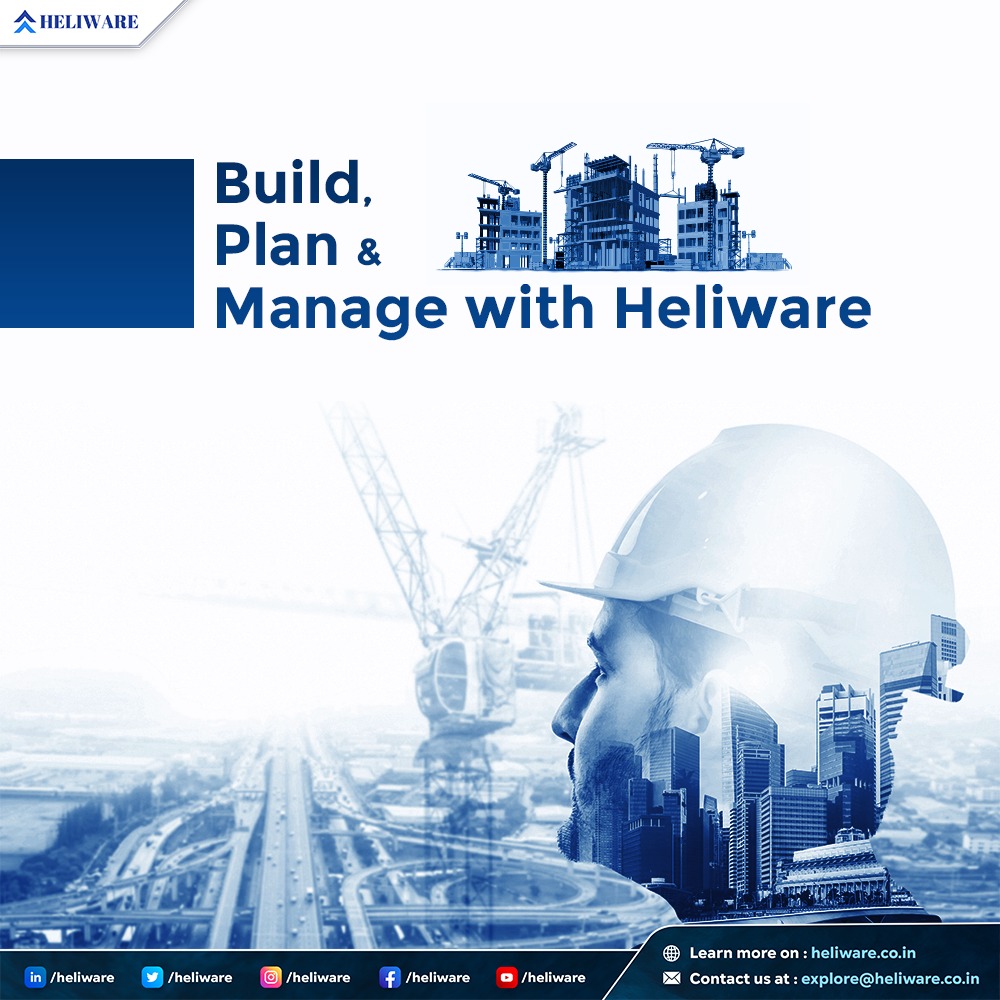 HELIWARE
Build,
Plan &
Manage with Heliware
/heliware /heliware /heliware /heliware /heliware
Learn more on : heliware.co.in
Contact us at : explore@heliware.co.in